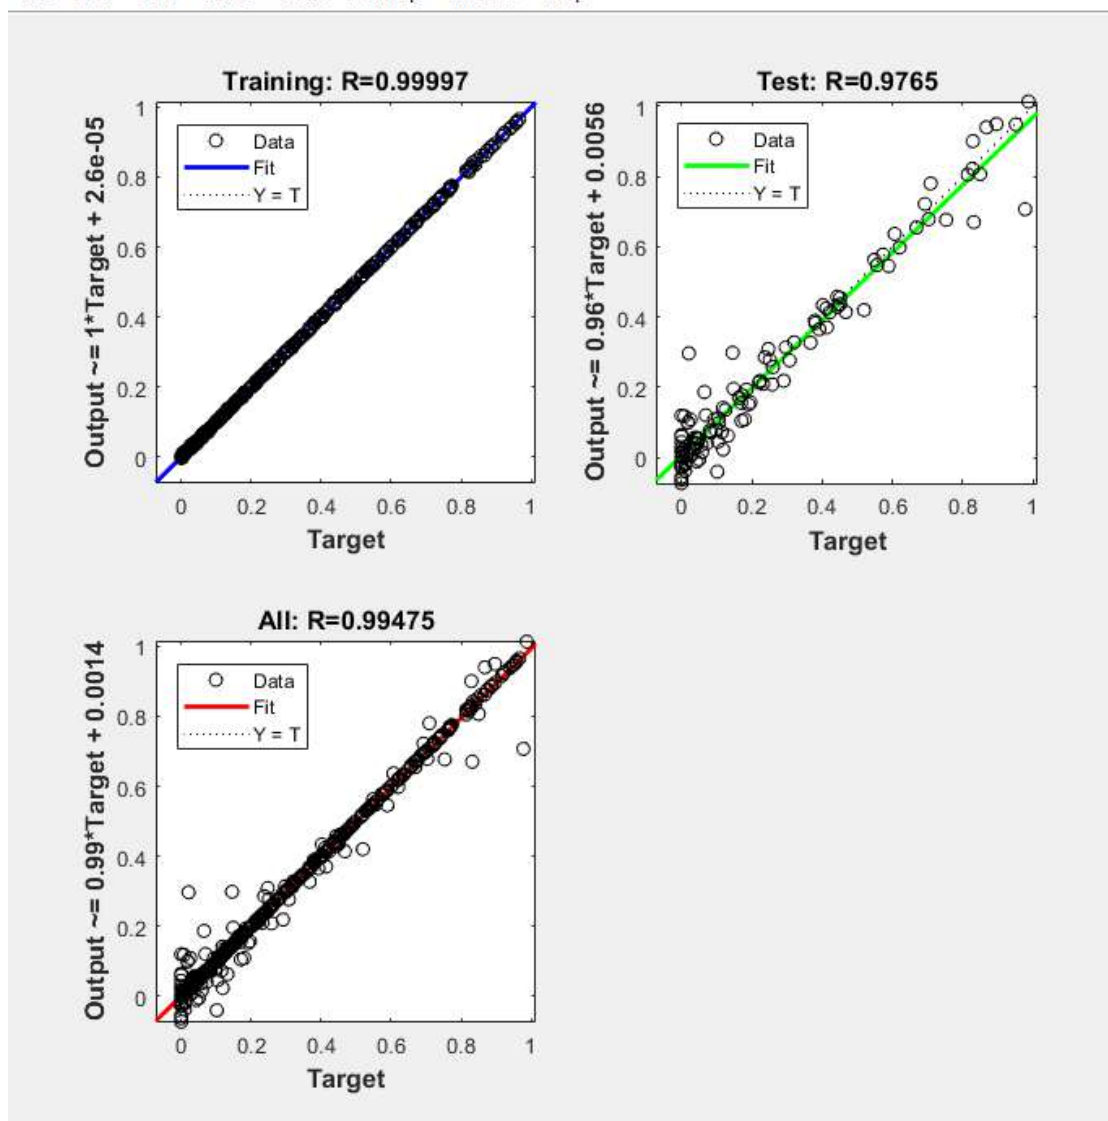 Training: R=0.99997
Output ~= 1*Target + 2.6e-05
1
0.8
0.6
0.4
0.2
0
Data
Fit
Y = T
0 0.2 0.4 0.6 0.8 1
Target
Test: R=0.9765
Output ~= 0.96*Target + 0.0056
1
0.8
0.6
0.4
0.2
0
Data
Fit
Y = T
0 0.2 0.4 0.6 0.8 1
Target
All: R=0.99475
Output ~= 0.99*Target + 0.0014
1
0.8
0.6
0.4
0.2
0
Data
Fit
Y = T
0 0.2 0.4 0.6 0.8 1
Target